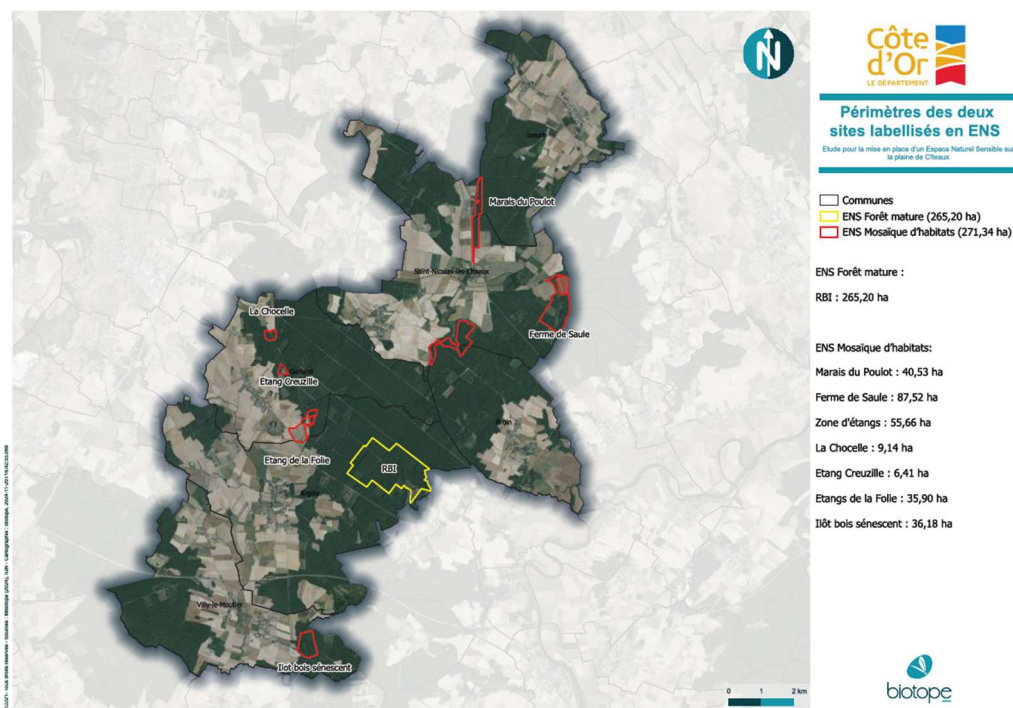 Côte
d'Or
LE DÉPARTEMENT
Périmètres des deux
sites labellisés en ENS
Etude pour la mise en place d'un Espace Naturel Sensible sur
la plaine de Cîteaux
Communes
ENS Forêt mature (265,20 ha)
ENS Mosaïque d'habitats (271,34 ha)
ENS Forêt mature :
RBI : 265,20 ha
ENS Mosaïque d'habitats:
Marais du Poulot : 40,53 ha
Ferme de Saule : 87,52 ha
Zone d'étangs : 55,66 ha
La Chocelle : 9,14 ha
Etang Creuzille : 6,41 ha
Etangs de la Folie : 35,90 ha
Ilôt bois sénescent : 36,18 ha
N
Izeure
Marais du Poulot
Saint-Nicolas-lès-Cîteaux
La Chocelle
Ferme de Saule
Gerland
Etang Creuzille
Broin
Etang de la Folie
RBI
Argilly
Villy-le-Moutier
Ilot bois sénescent
0 1 2 km
biotope